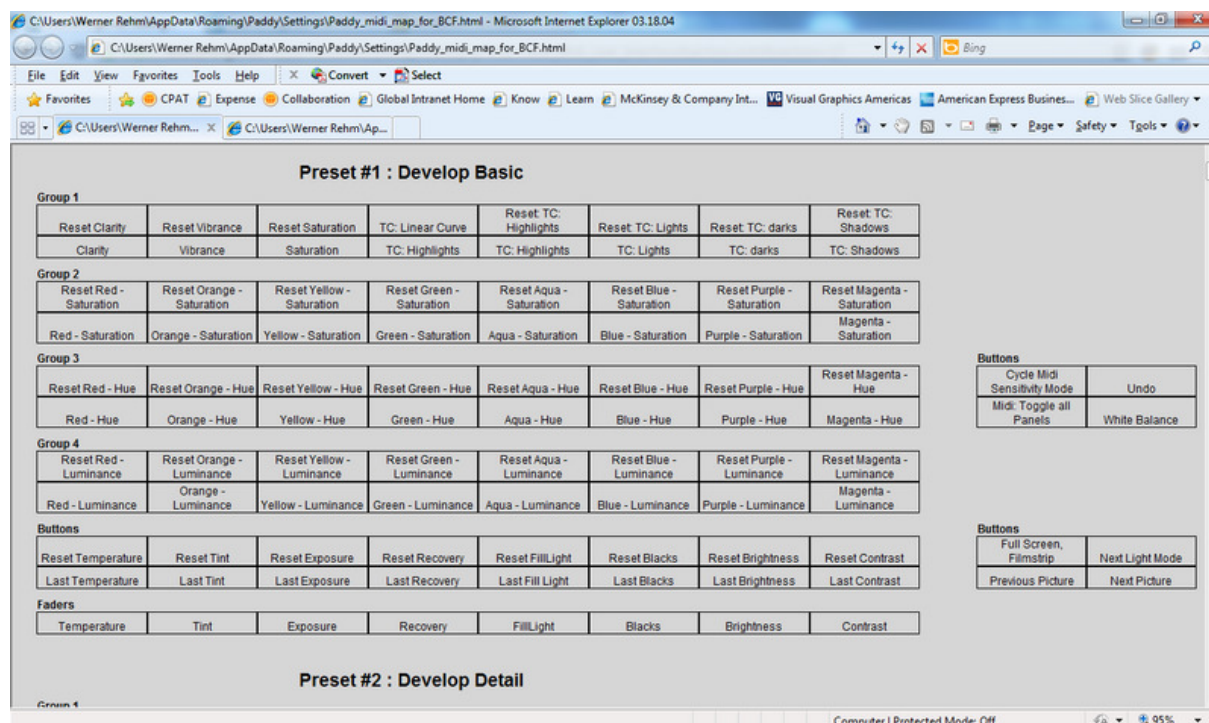 C:\Users\Werner Rehm\AppData\Roaming\Paddy\Settings\Paddy_midi_map_for_BCF.html - Microsoft Internet Explorer 03.18.04
C:\Users\Werner Rehm\AppData\Roaming\Paddy\Settings\Paddy_midi_map_for_BCF.html Bing
File Edit View Favorites Tools Help X Convert Select
Favorites CPAT Expense Collaboration Global Intranet Home Know Learn McKinsey & Company Int... VG Visual Graphics Americas American Express Busines... Web Slice Gallery
C:\Users\Werner Rehm... X C:\Users\Werner Rehm\Ap... Page Safety Tools
Preset #1 : Develop Basic
Group 1
Reset TC: Reset: TC:
Reset Clarity Reset Vibrance Reset Saturation TC: Linear Curve Highlights Reset: TC: Lights Reset: TC: darks Shadows
Clarity Vibrance Saturation TC: Highlights TC: Highlights TC: Lights TC: darks TC: Shadows
Group 2
Reset Red - Reset Orange - Reset Yellow - Reset Green - Reset Aqua - Reset Blue - Reset Purple - Reset Magenta -
Saturation Saturation Saturation Saturation Saturation Saturation Saturation Saturation
Magenta -
Red - Saturation Orange - Saturation Yellow - Saturation Green - Saturation Aqua - Saturation Blue - Saturation Purple - Saturation Saturation
Group 3 Buttons
Reset Magenta - Cycle Midi
Reset Red - Hue Reset Orange - Hue Reset Yellow - Hue Reset Green - Hue Reset Aqua - Hue Reset Blue - Hue Reset Purple - Hue Hue Sensitivity Mode Undo
Midi: Toggle all
Red - Hue Orange - Hue Yellow - Hue Green - Hue Aqua - Hue Blue - Hue Purple - Hue Magenta - Hue Panels White Balance
Group 4
Reset Red - Reset Orange - Reset Yellow - Reset Green - Reset Aqua - Reset Blue - Reset Purple - Reset Magenta -
Luminance Luminance Luminance Luminance Luminance Luminance Luminance Luminance
Orange - Magenta -
Red - Luminance Luminance Yellow - Luminance Green - Luminance Aqua - Luminance Blue - Luminance Purple - Luminance Luminance
Buttons Buttons
Full Screen,
Reset Temperature Reset Tint Reset Exposure Reset Recovery Reset FillLight Reset Blacks Reset Brightness Reset Contrast Filmstrip Next Light Mode
Last Temperature Last Tint Last Exposure Last Recovery Last Fill Light Last Blacks Last Brightness Last Contrast Previous Picture Next Picture
Faders
Temperature Tint Exposure Recovery FillLight Blacks Brightness Contrast
Preset #2 : Develop Detail
Group 1
Computer | Protected Mode: Off 95%